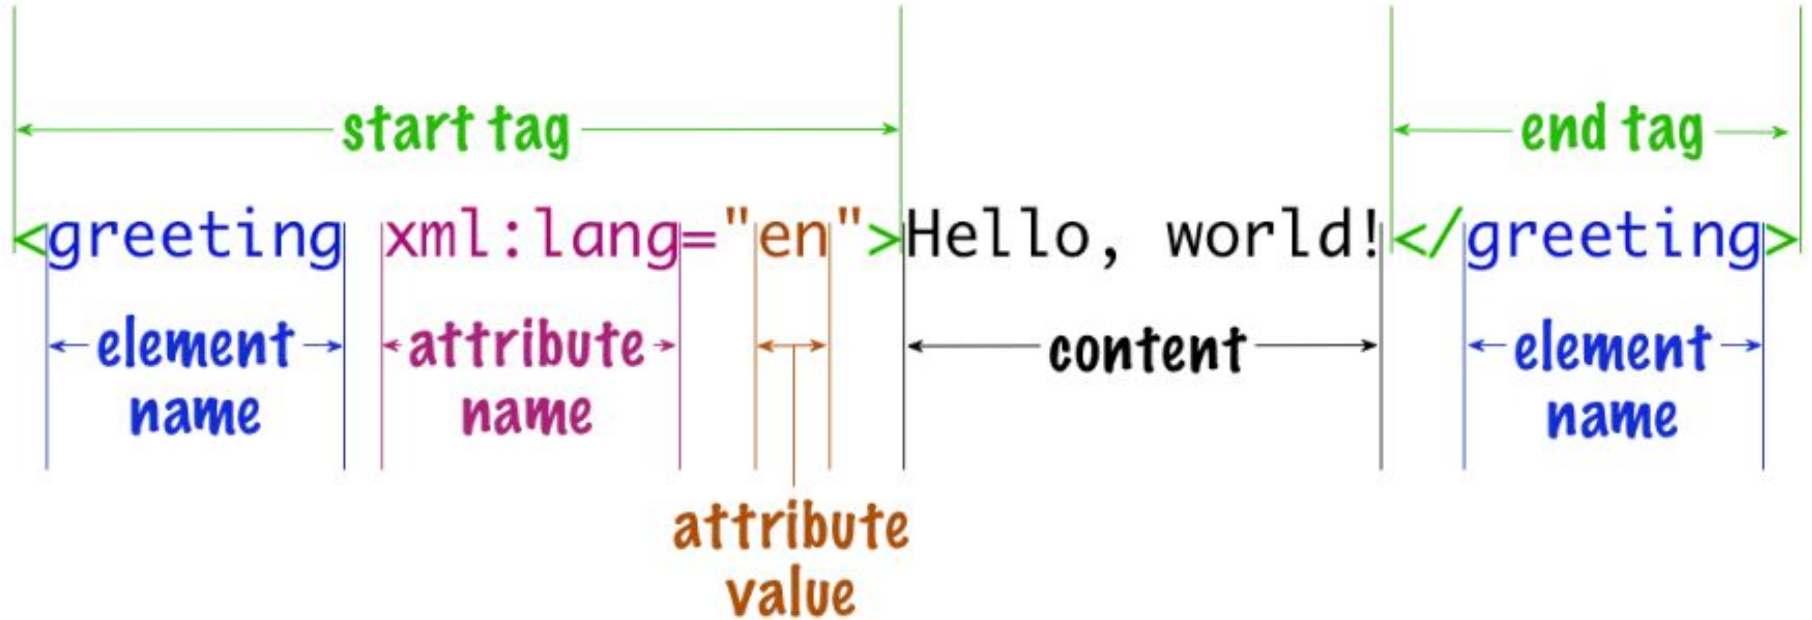 start tag end tag
<greeting xml:lang="en">Hello, world!</greeting>
element attribute content element
name name name
attribute
value